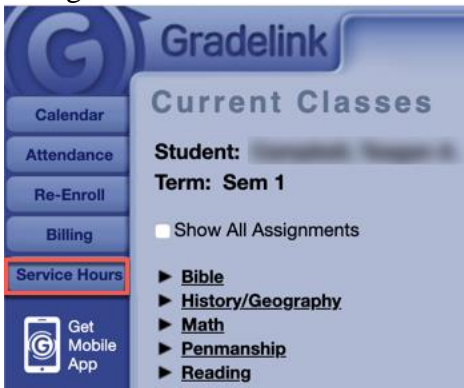 G Gradelink
Calendar
Attendance
Re-Enroll
Billing
Service Hours
G Get
Mobile
App
Current Classes
Student:
Term: Sem 1
Show All Assignments
Bible
History/Geography
Math
Penmanship
Reading